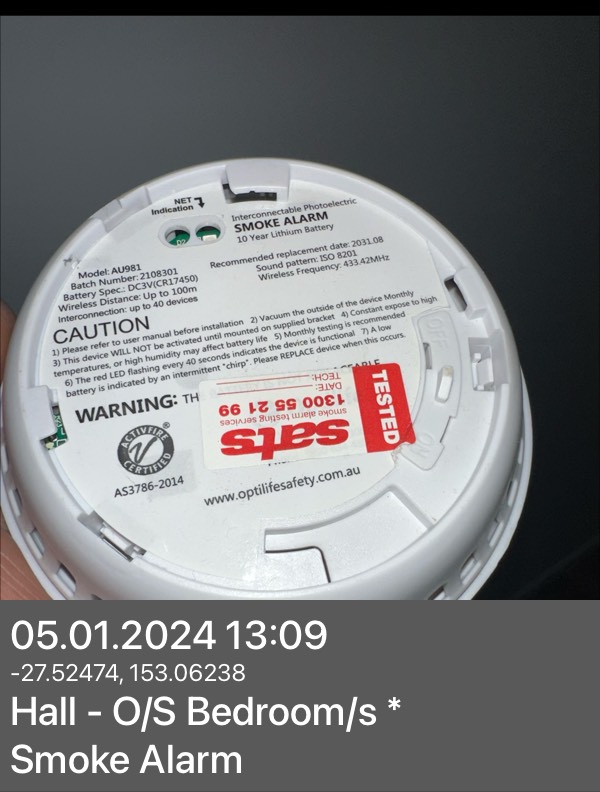 NET
Indication
Interconnectable Photoelectric
SMOKE ALARM
10 Year Lithium Battery
Model: AU981
Batch Number: 2108301
Battery Spec.: DC3V(CR17450)
Wireless Distance: Up to 100m
Interconnection: up to 40 devices
Recommended replacement date: 2031.08
Sound pattern: ISO 8201
Wireless Frequency: 433.42MHz
CAUTION
1) Please refer to user manual before installation 2) Vacuum the outside of the device Monthly
3) This device WILL NOT be activated until mounted on supplied bracket 4) Constant expose to high
temperatures, or high humidity may affect battery life 5) Monthly testing is recommended
6) The red LED flashing every 40 seconds indicates the device is functional 7) A low
battery is indicated by an intermittent "chirp". Please REPLACE device when this occurs.
WARNING:
TESTED
sats
smoke alarm testing services
1300 55 21 99
DATE:
TECH:
ACTIVFIRE
CERTIFIED
®
AS3786-2014
www.optilifesafety.com.au
05.01.2024 13:09
-27.52474, 153.06238
Hall - O/S Bedroom/s *
Smoke Alarm